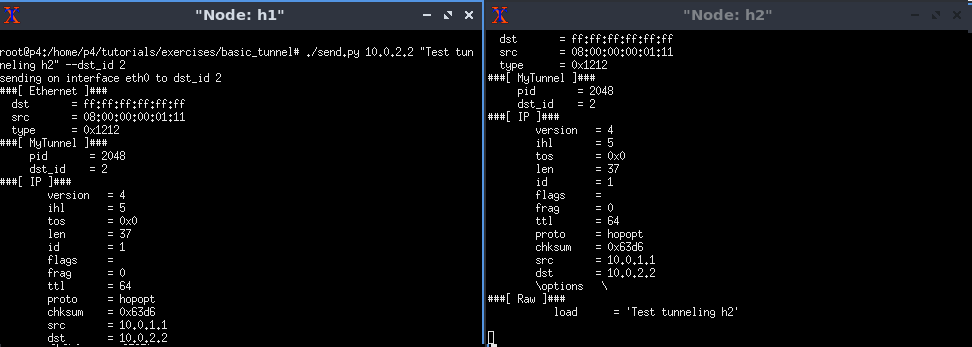 "Node: h1"
root@p4:/home/p4/tutorials/exercises/basic_tunnel# ./send.py 10.0.2.2 "Test tun
neling h2" --dst_id 2
sending on interface eth0 to dst_id 2
###[ Ethernet ]###
dst = ff:ff:ff:ff:ff:ff
src = 08:00:00:00:01:11
type = 0x1212
###[ MyTunnel ]###
pid = 2048
dst_id = 2
###[ IP ]###
version = 4
ihl = 5
tos = 0x0
len = 37
id = 1
flags =
frag = 0
ttl = 64
proto = hopopt
chksum = 0x63d6
src = 10.0.1.1
dst = 10.0.2.2
"Node: h2"
dst = ff:ff:ff:ff:ff:ff
src = 08:00:00:00:01:11
type = 0x1212
###[ MyTunnel ]###
pid = 2048
dst_id = 2
###[ IP ]###
version = 4
ihl = 5
tos = 0x0
len = 37
id = 1
flags =
frag = 0
ttl = 64
proto = hopopt
chksum = 0x63d6
src = 10.0.1.1
dst = 10.0.2.2
\options \
###[ Raw ]###
load = 'Test tunneling h2'